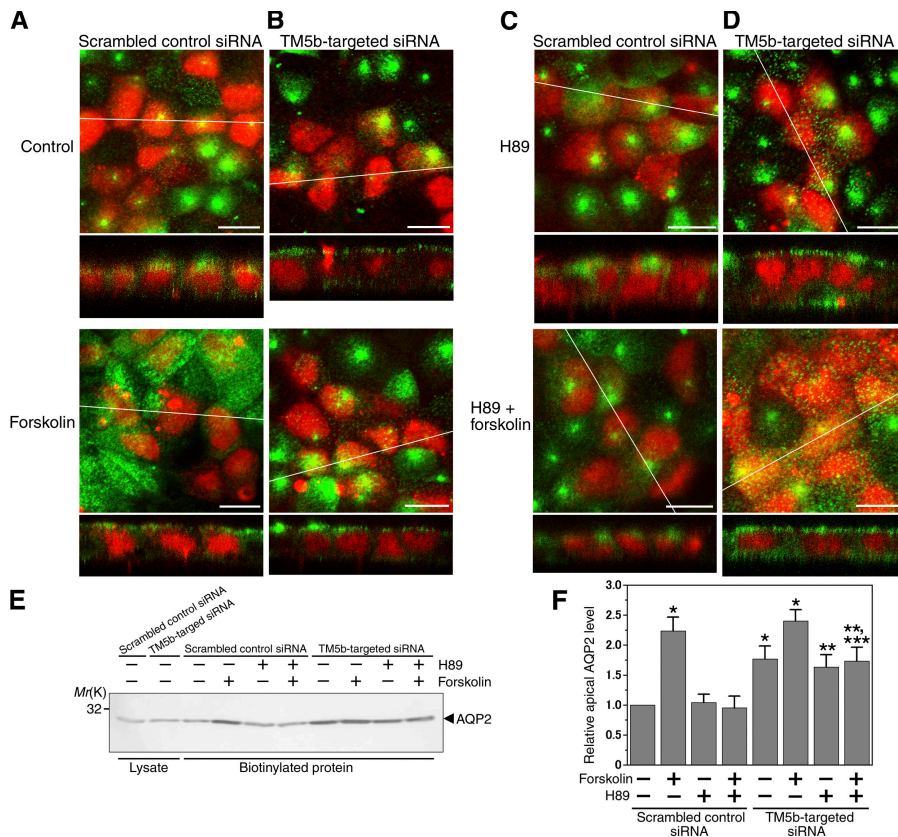 A
B
C
D
Scrambled control siRNA
TM5b-targeted siRNA
Scrambled control siRNA
TM5b-targeted siRNA
Control
H89
Forskolin
H89 +
forskolin
E
Scrambled control siRNA
TM5b-targed siRNA
Scrambled control siRNA TM5b-targeted siRNA
− − + + − − + + H89
− + − + − + − + Forskolin
Mr(K)
32
AQP2
Lysate
Biotinylated protein
F
Relative apical AQP2 level
3.0
2.5
2.0
1.5
1.0
0.5
0.0
* * * ** **, ***
Forskolin − + − + − + − +
H89 − − + + − − + +
Scrambled control siRNA
TM5b-targeted siRNA